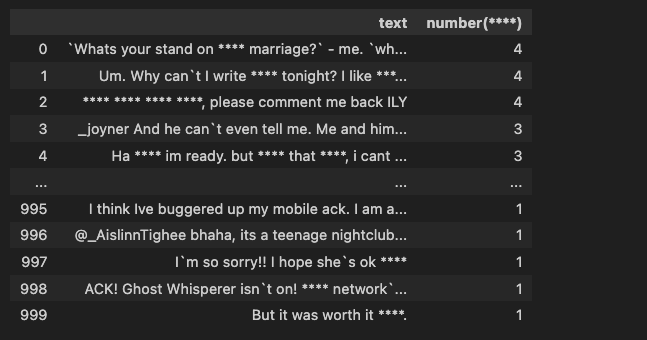 text number(****)
0 `Whats your stand on **** marriage?` - me. `wh... 4
1 Um. Why can`t I write **** tonight? I like ***... 4
2 **** **** **** ****, please comment me back ILY 4
3 _joyner And he can`t even tell me. Me and him... 3
4 Ha **** im ready. but **** that ****, i cant ... 3
... ... ...
995 I think Ive buggered up my mobile ack. I am a... 1
996 @_AislinnTighee bhaha, its a teenage nightclub... 1
997 I`m so sorry!! I hope she`s ok **** 1
998 ACK! Ghost Whisperer isn`t on! **** network`... 1
999 But it was worth it ****. 1